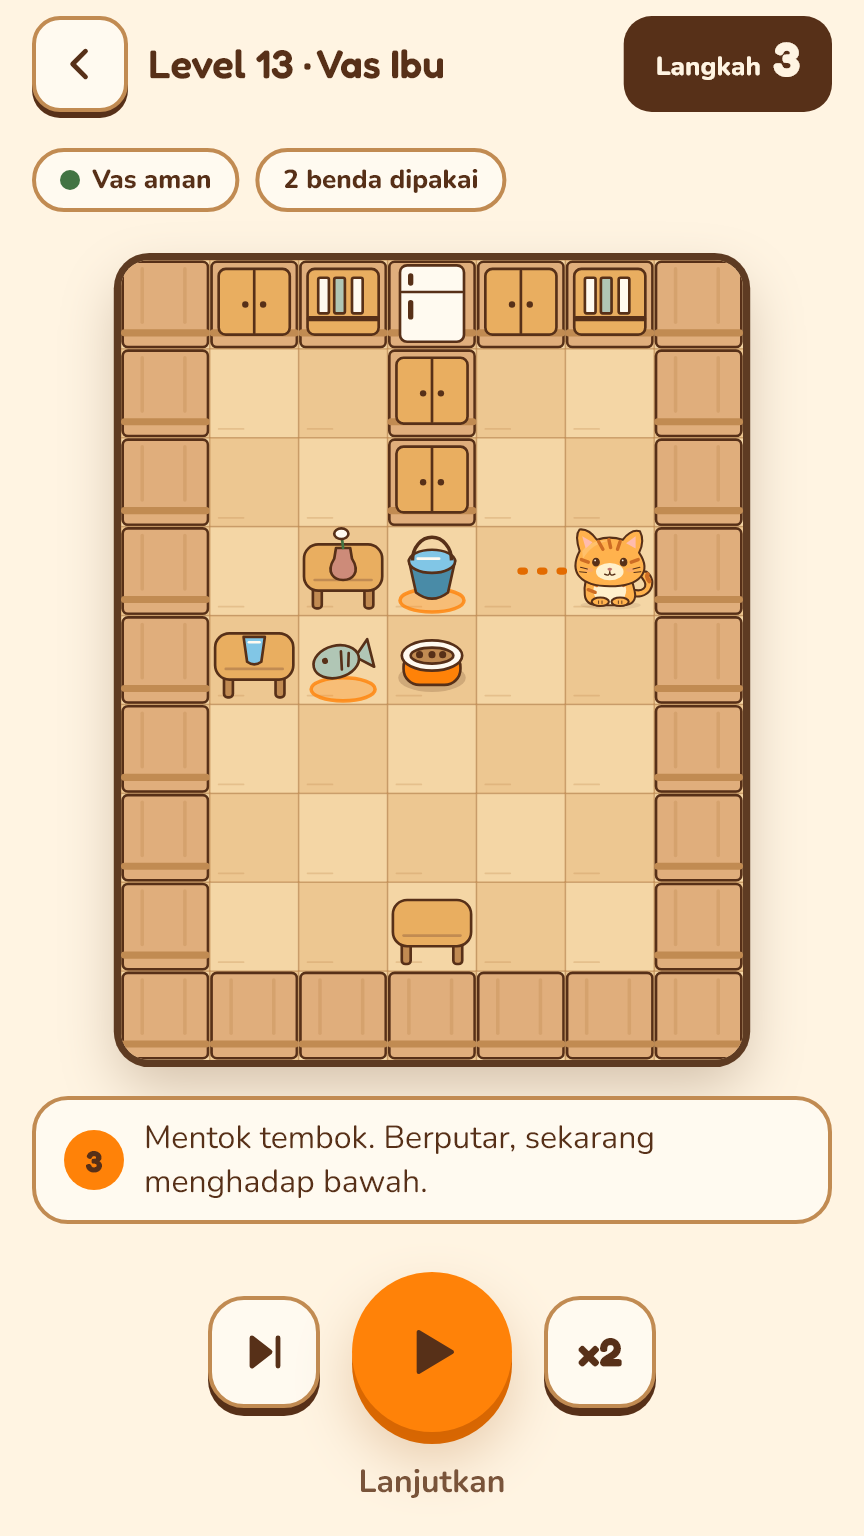 Level 13 · Vas Ibu
Langkah 3
Vas aman
2 benda dipakai
3
Mentok tembok. Berputar, sekarang
menghadap bawah.
×2
Lanjutkan